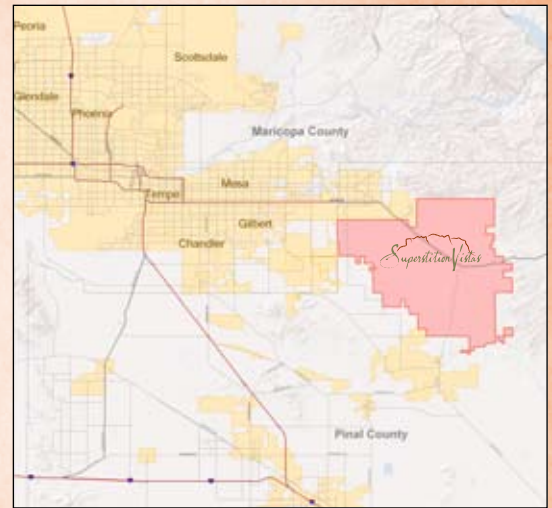 Peoria
Scottsdale
Glendale
Phoenix
Maricopa County
Mesa
Tempe
Gilbert
Chandler
Superstition Vistas
Pinal County